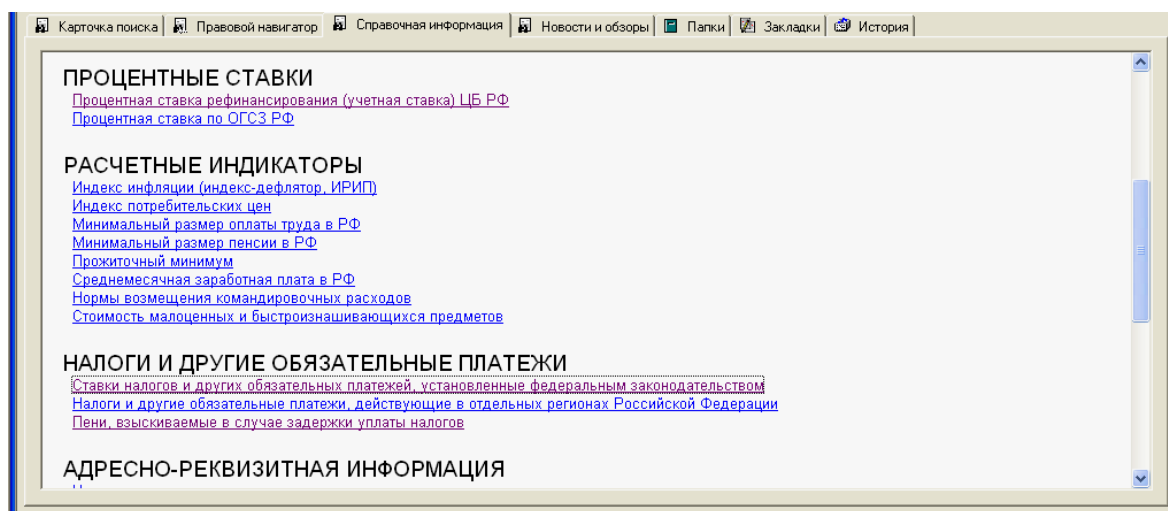 Карточка поиска Правовой навигатор Справочная информация Новости и обзоры Папки Закладки История
ПРОЦЕНТНЫЕ СТАВКИ
Процентная ставка рефинансирования (учетная ставка) ЦБ РФ
Процентная ставка по ОГСЗ РФ
РАСЧЕТНЫЕ ИНДИКАТОРЫ
Индекс инфляции (индекс-дефлятор, ИРИП)
Индекс потребительских цен
Минимальный размер оплаты труда в РФ
Минимальный размер пенсии в РФ
Прожиточный минимум
Среднемесячная заработная плата в РФ
Нормы возмещения командировочных расходов
Стоимость малоценных и быстроизнашивающихся предметов
НАЛОГИ И ДРУГИЕ ОБЯЗАТЕЛЬНЫЕ ПЛАТЕЖИ
Ставки налогов и других обязательных платежей, установленные федеральным законодательством
Налоги и другие обязательные платежи, действующие в отдельных регионах Российской Федерации
Пени, взыскиваемые в случае задержки уплаты налогов
АДРЕСНО-РЕКВИЗИТНАЯ ИНФОРМАЦИЯ